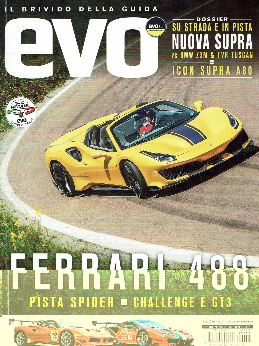 IL BRIVIDO DELLA GUIDA
evo
DOSSIER
SU STRADA E IN PISTA
NUOVA SUPRA
vs BMW Z3M & TVR TUSCAN
ICON SUPRA A80
FERRARI 488
PISTA SPIDER ■ CHALLENGE E GT3